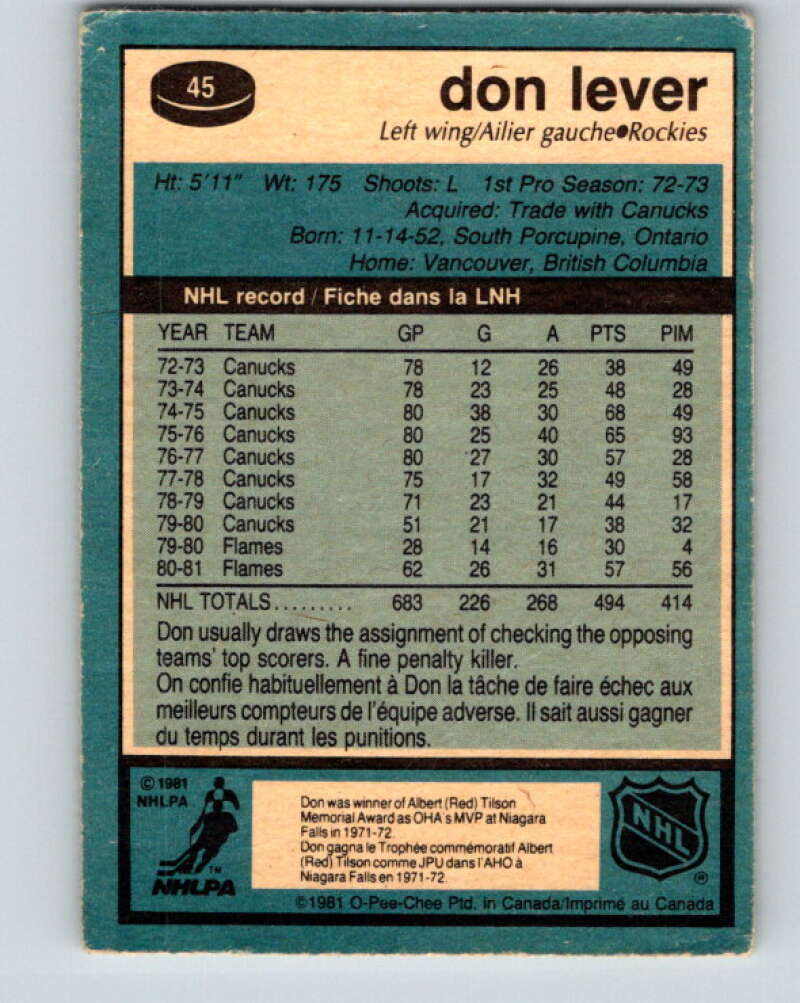 45
don lever
Left wing/Ailier gauche●Rockies
Ht: 5'11" Wt: 175 Shoots: L 1st Pro Season: 72-73
Acquired: Trade with Canucks
Born: 11-14-52, South Porcupine, Ontario
Home: Vancouver, British Columbia
NHL record / Fiche dans la LNH
YEAR TEAM GP G A PTS PIM
72-73 Canucks 78 12 26 38 49
73-74 Canucks 78 23 25 48 28
74-75 Canucks 80 38 30 68 49
75-76 Canucks 80 25 40 65 93
76-77 Canucks 80 27 30 57 28
77-78 Canucks 75 17 32 49 58
78-79 Canucks 71 23 21 44 17
79-80 Canucks 51 21 17 38 32
79-80 Flames 28 14 16 30 4
80-81 Flames 62 26 31 57 56
NHL TOTALS......... 683 226 268 494 414
Don usually draws the assignment of checking the opposing
teams' top scorers. A fine penalty killer.
On confie habituellement à Don la tâche de faire échec aux
meilleurs compteurs de l'équipe adverse. Il sait aussi gagner
du temps durant les punitions.
© 1981
NHLPA
TM
NHLPA
Don was winner of Albert (Red) Tilson
Memorial Award as OHA's MVP at Niagara
Falls in 1971-72.
Don gagna le Trophée commémoratif Albert
(Red) Tilson comme JPU dans l'AHO à
Niagara Falls en 1971-72.
NHL
®
©1981 O-Pee-Chee Ptd. in Canada/Imprimé au Canada